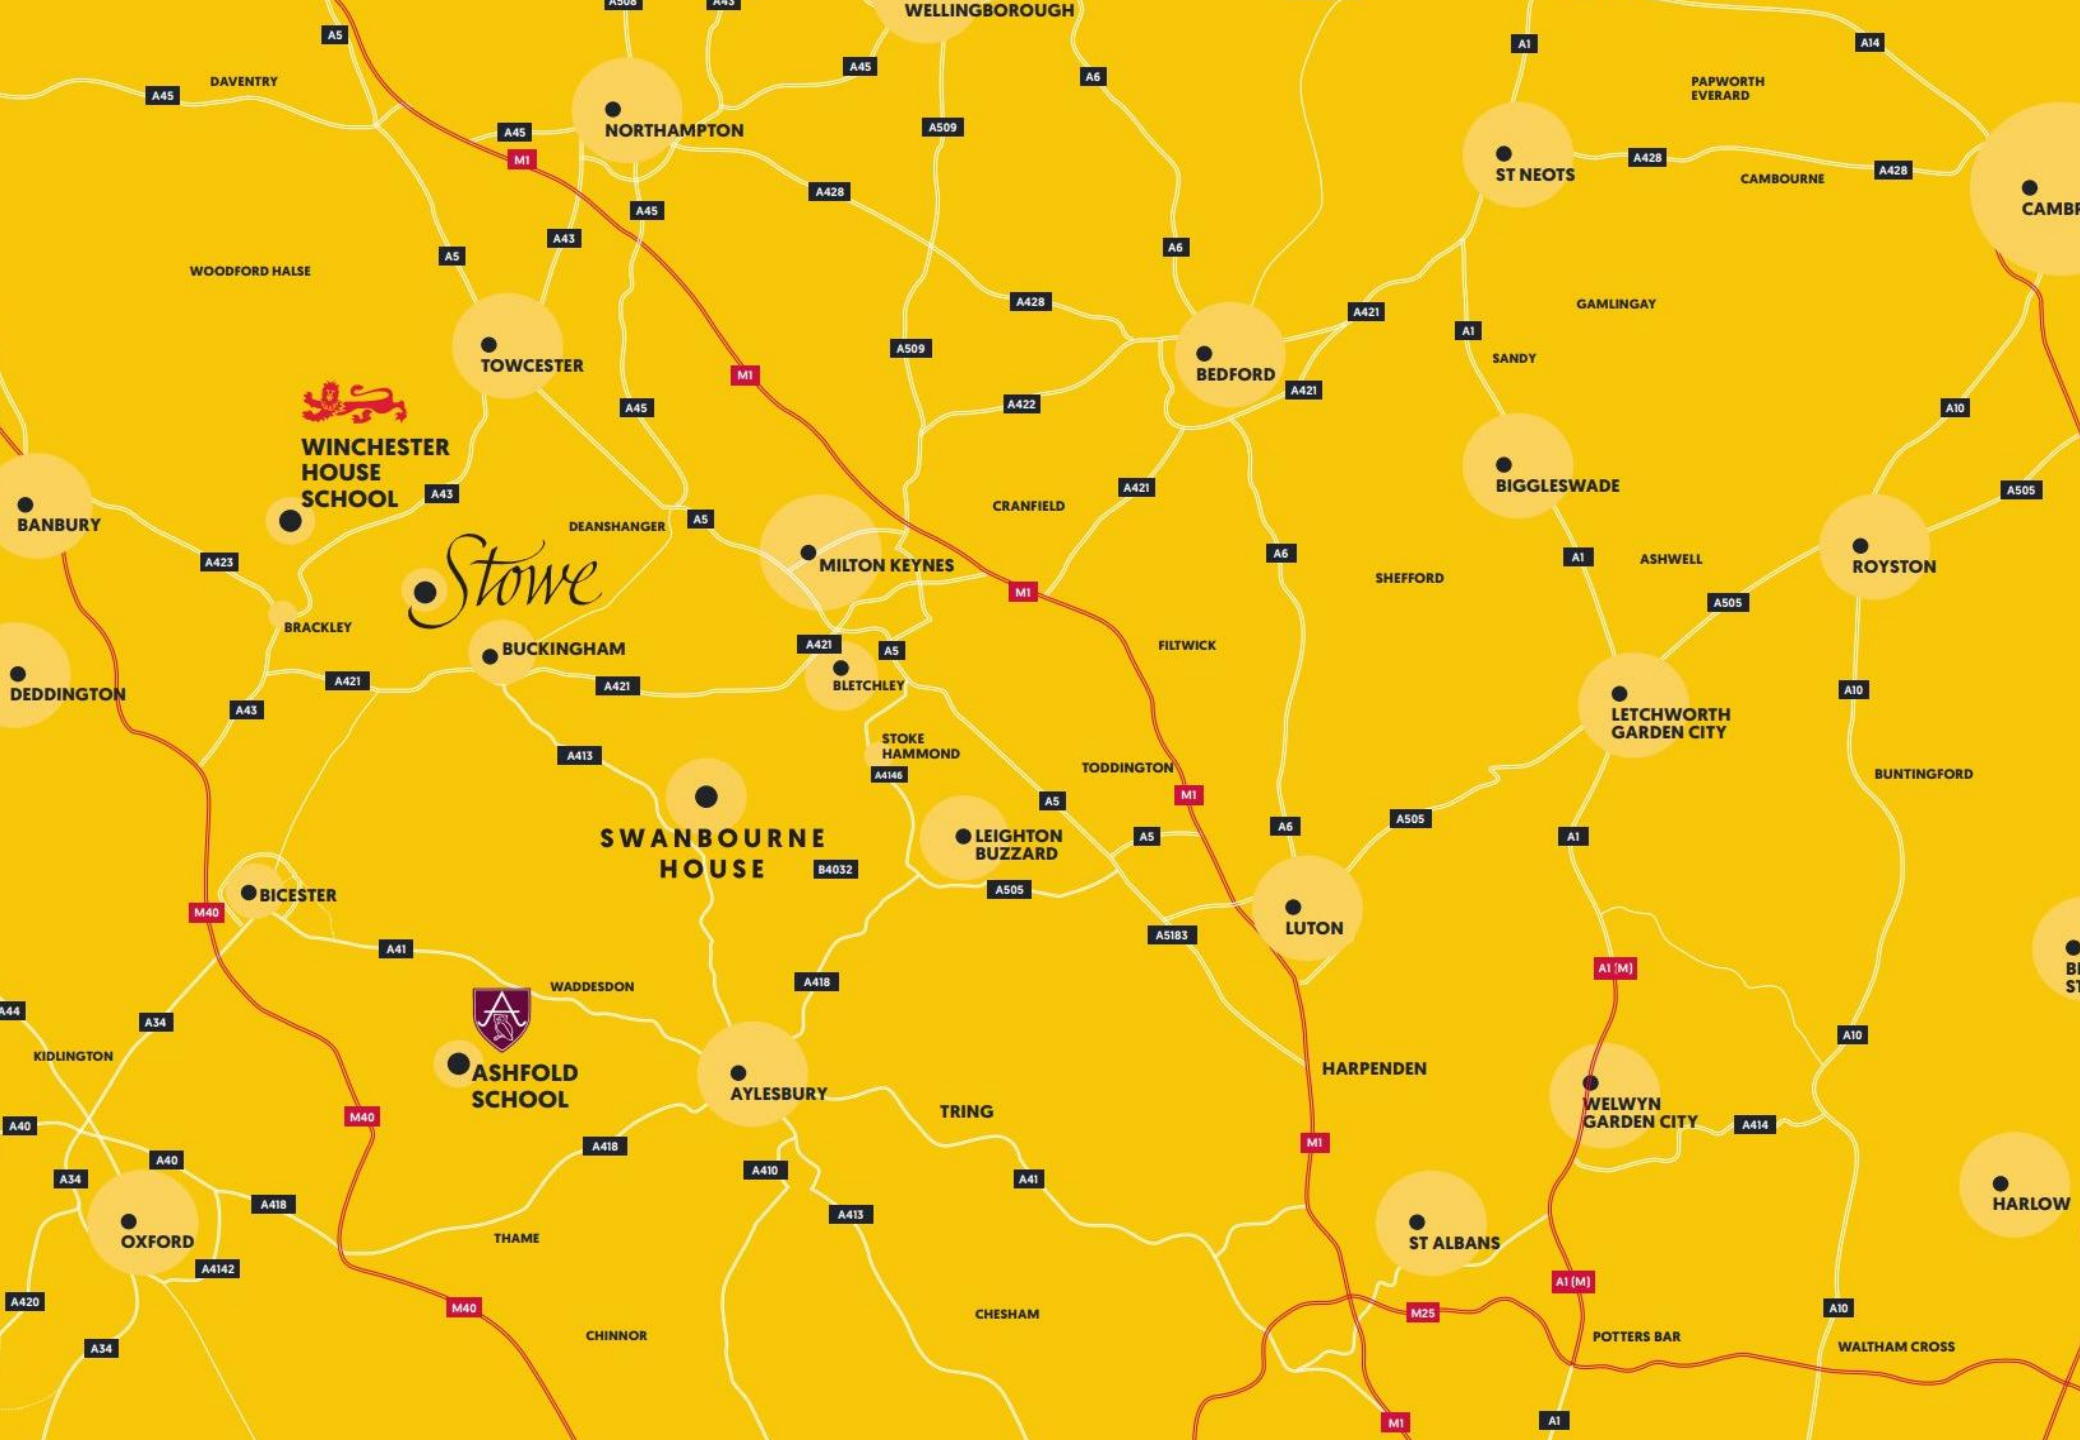 A508
A43
WELLINGBOROUGH
A5
A45
A6
A1
A14
DAVENTRY
A45
PAPWORTH
EVERARD
NORTHAMPTON
A45
M1
A509
ST NEOTS
A428
CAMBOURNE
A428
A428
A45
A43
A6
CAMBR
WOODFORD HALSE
A5
A428
GAMLINGAY
A421
A1
SANDY
TOWCESTER
A509
M1
BEDFORD
A421
A45
A422
A10
WINCHESTER
HOUSE
SCHOOL
A43
A421
BIGGLESWADE
A505
BANBURY
DEANSHANGER
A5
CRANFIELD
A423
Stowe
MILTON KEYNES
A6
A1
ASHWELL
ROYSTON
SHEFFORD
M1
A505
BRACKLEY
BUCKINGHAM
A421
A5
FILTWICK
DEDDINGTON
A421
A421
BLETCHLEY
A10
A43
LETCHWORTH
GARDEN CITY
A413
STOKE
HAMMOND
A4146
TODDINGTON
M1
BUNTINGFORD
A5
A5
A6
A505
A1
SWANBOURNE
HOUSE
B4032
LEIGHTON
BUZZARD
A505
BICESTER
M40
LUTON
A5183
A41
A1 (M)
BI
ST
WADDESDON
A418
A44
A34
A10
KIDLINGTON
A
ASHFOLD
SCHOOL
AYLESBURY
HARPENDEN
WELWYN
GARDEN CITY
TRING
M40
A40
A40
A418
M1
A414
A34
A410
A41
HARLOW
A418
A413
OXFORD
THAME
ST ALBANS
A4142
A1 (M)
A420
M40
M25
A10
CHINNOR
CHESHAM
POTTERS BAR
WALTHAM CROSS
A34
M1
A1